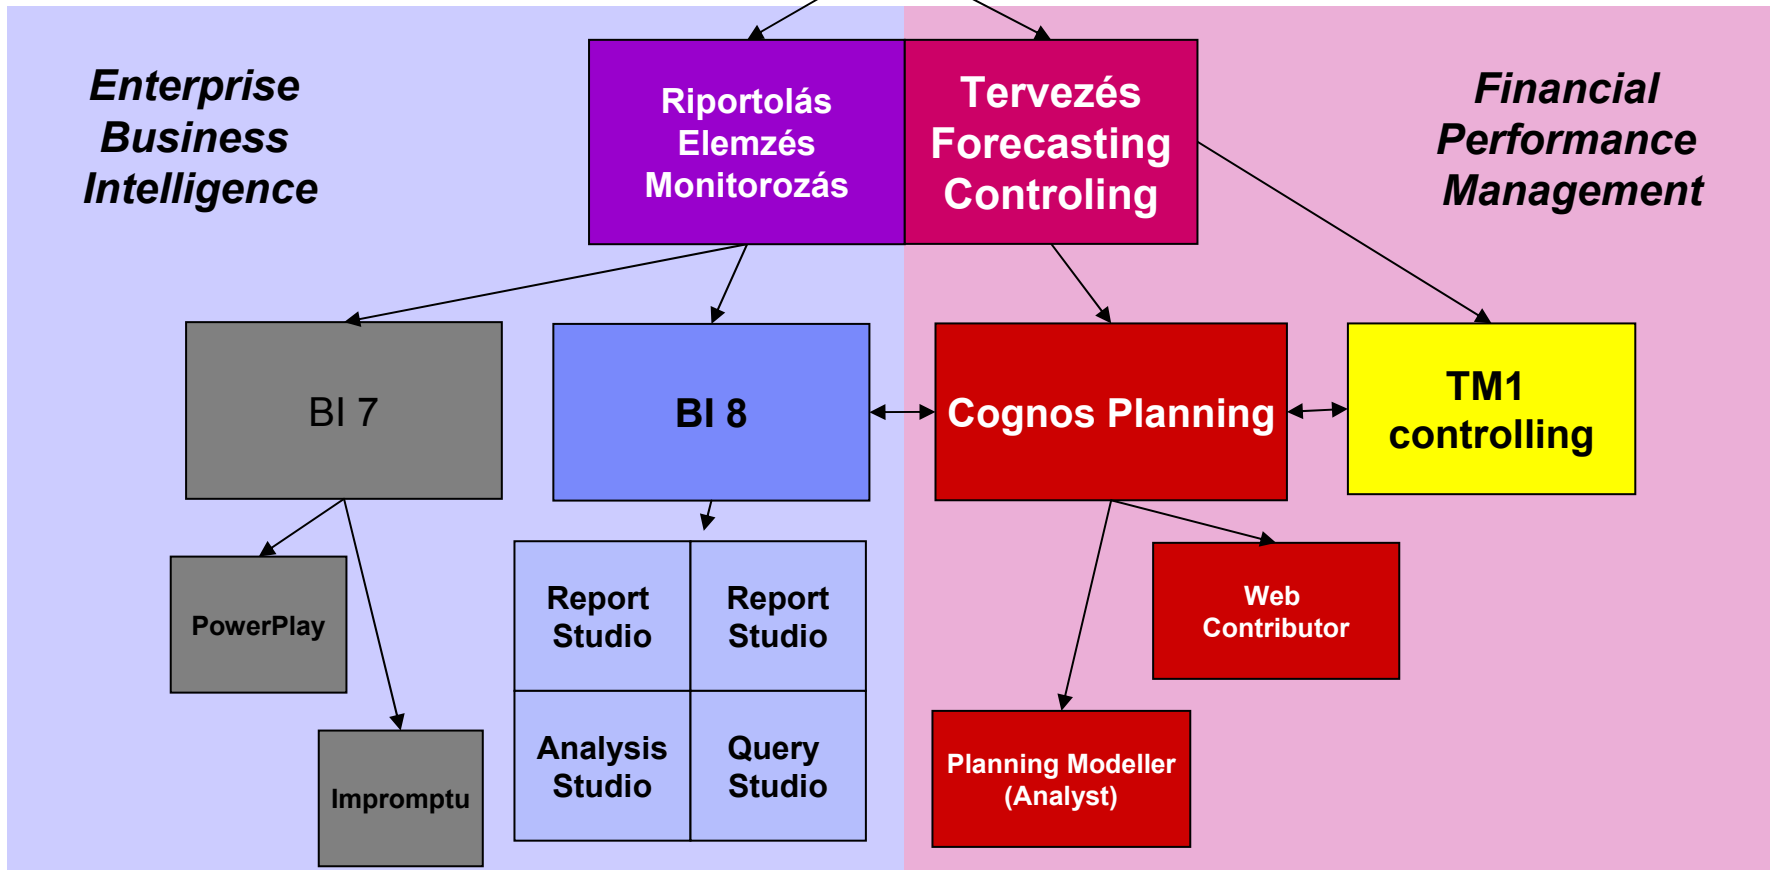 Enterprise
Business
Intelligence
Riportolás
Elemzés
Monitorozás
Tervezés
Forecasting
Controling
Financial
Performance
Management
BI 7
BI 8
Cognos Planning
TM1
controlling
PowerPlay
Impromptu
Report
Studio
Report
Studio
Analysis
Studio
Query
Studio
Web
Contributor
Planning Modeller
(Analyst)